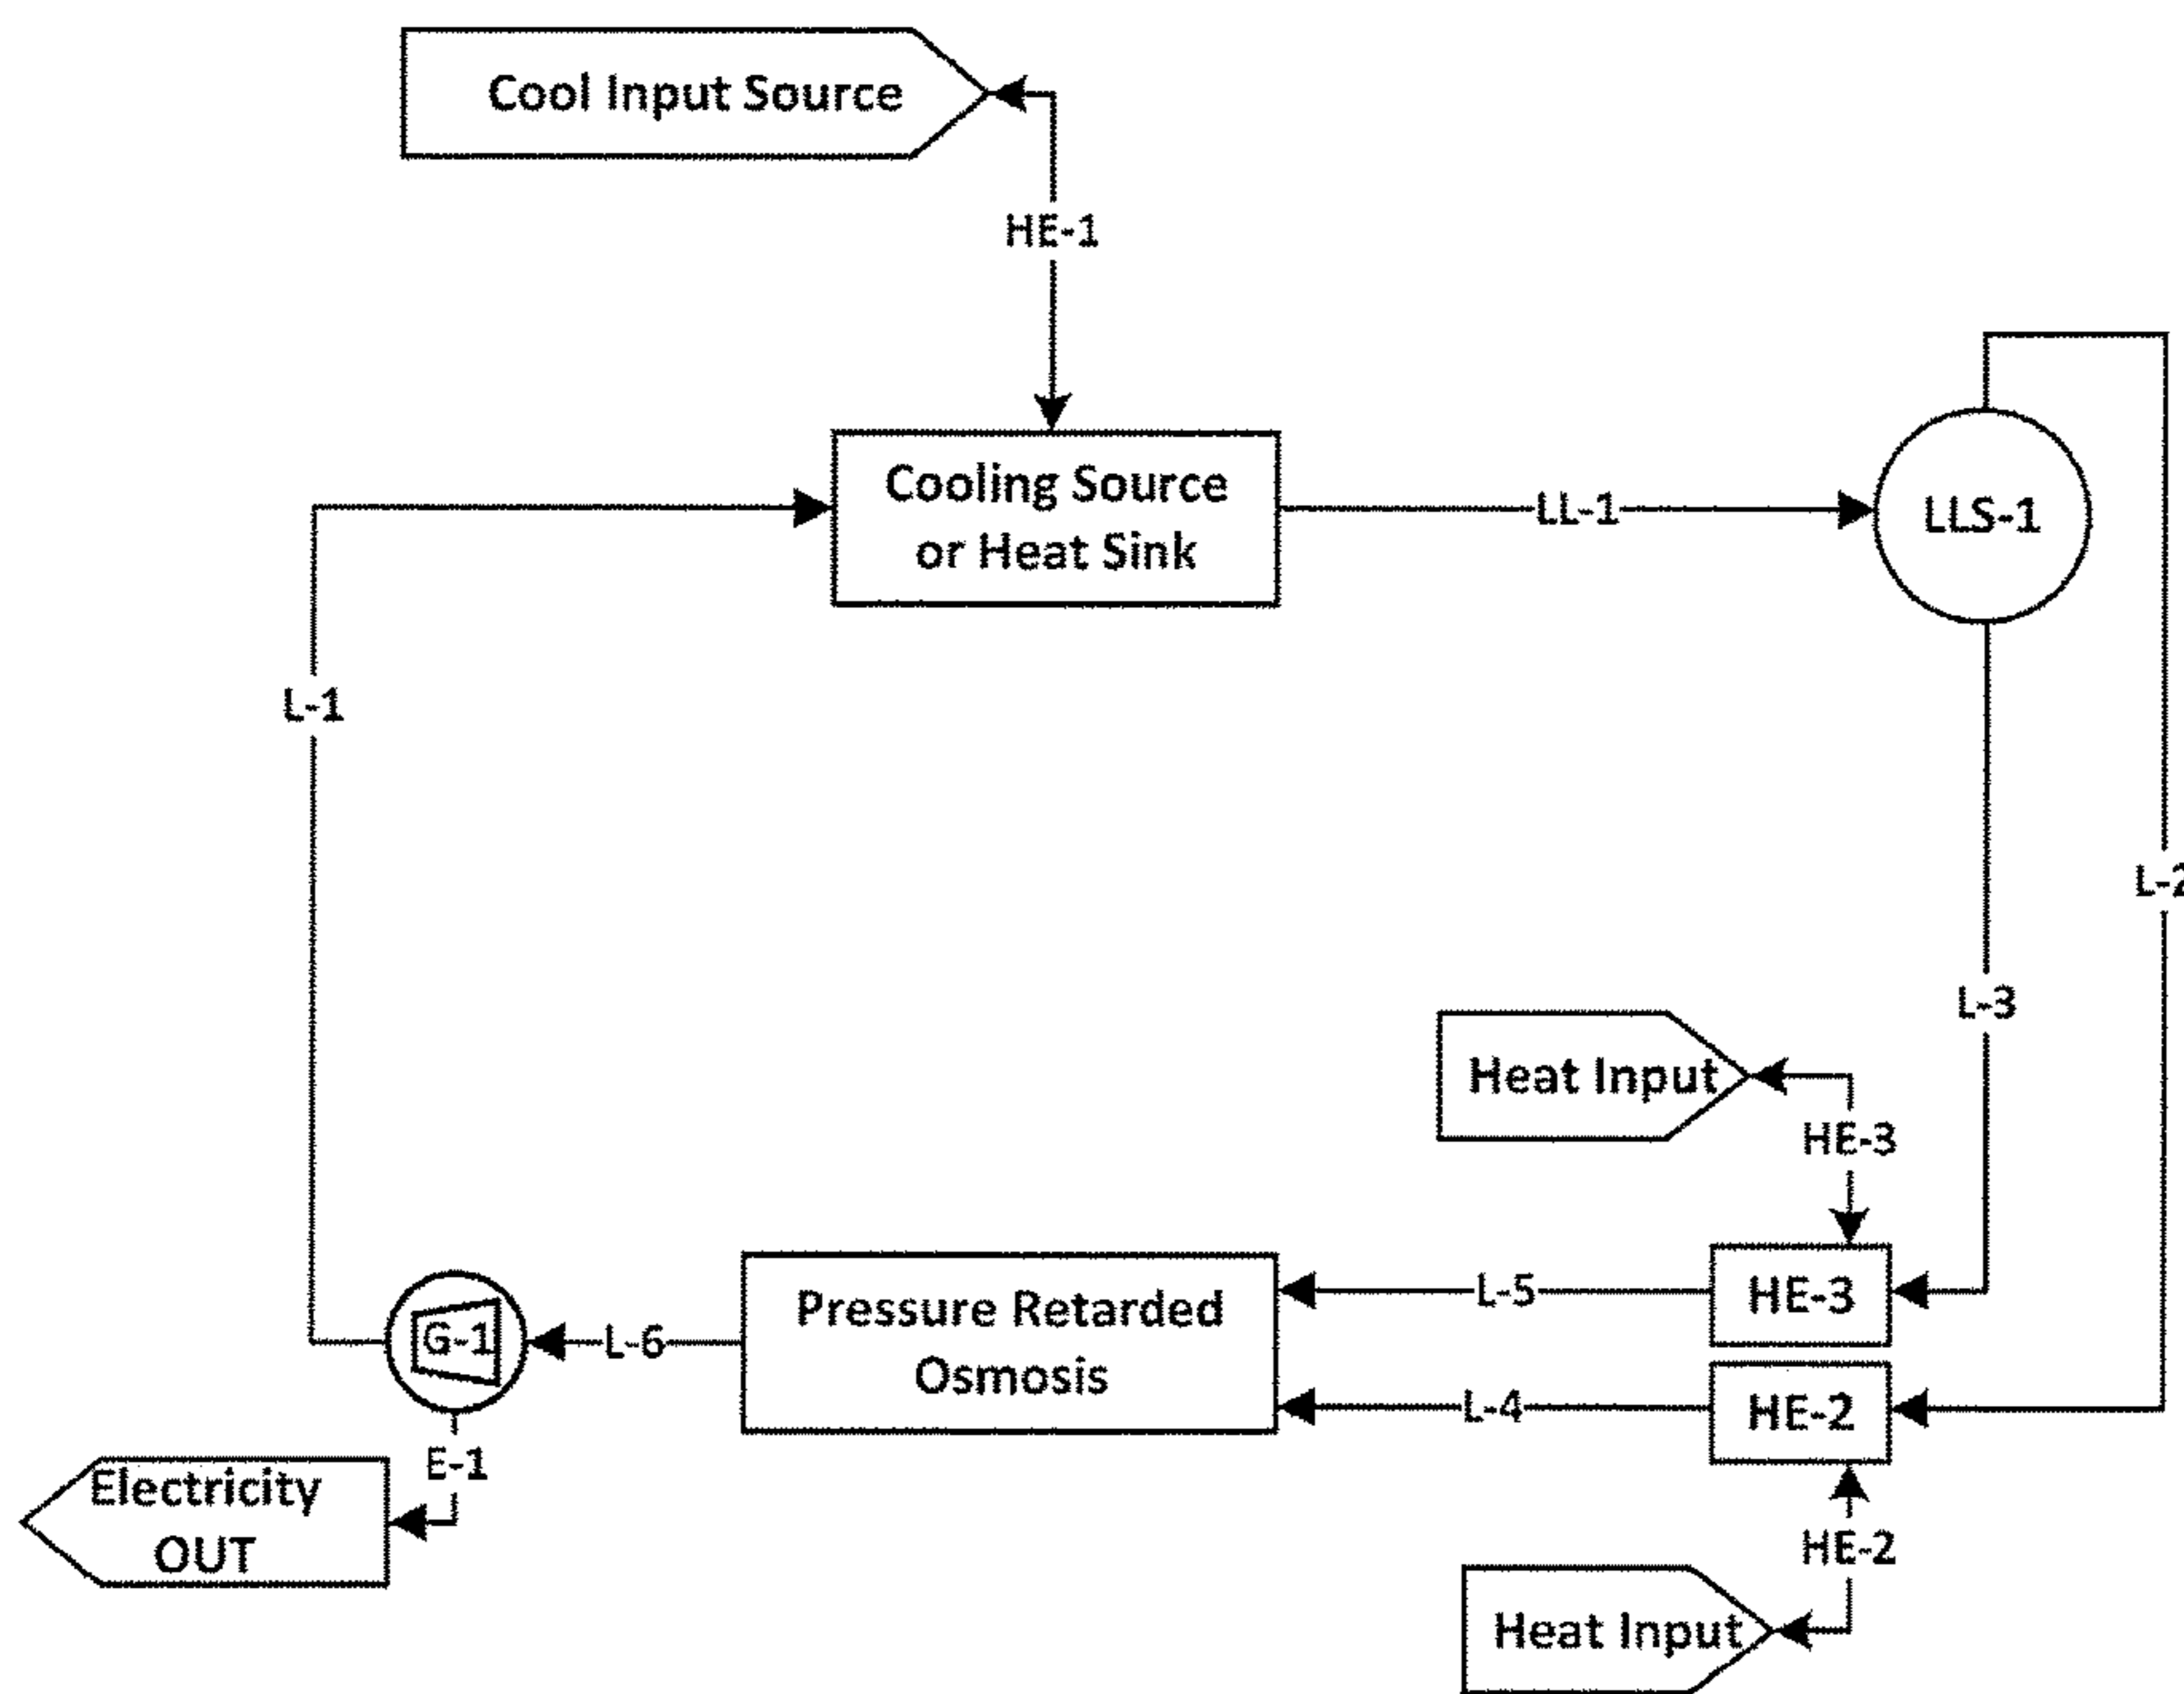 Cool Input Source
HE-1
Cooling Source
or Heat Sink
LL-1
LLS-1
L-1
L-2
L-3
Heat Input
HE-3
HE-3
L-5
Pressure Retarded
Osmosis
L-6
G-1
L-4
HE-2
E-1
Electricity
OUT
HE-2
Heat Input